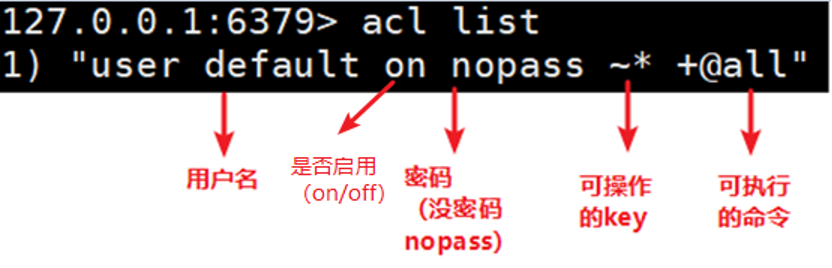 127.0.0.1:6379> acl list
1) "user default on nopass ~* +@all"
用户名
是否启用
（on/off）
密码
（没密码
nopass）
可操作
的key
可执行
的命令